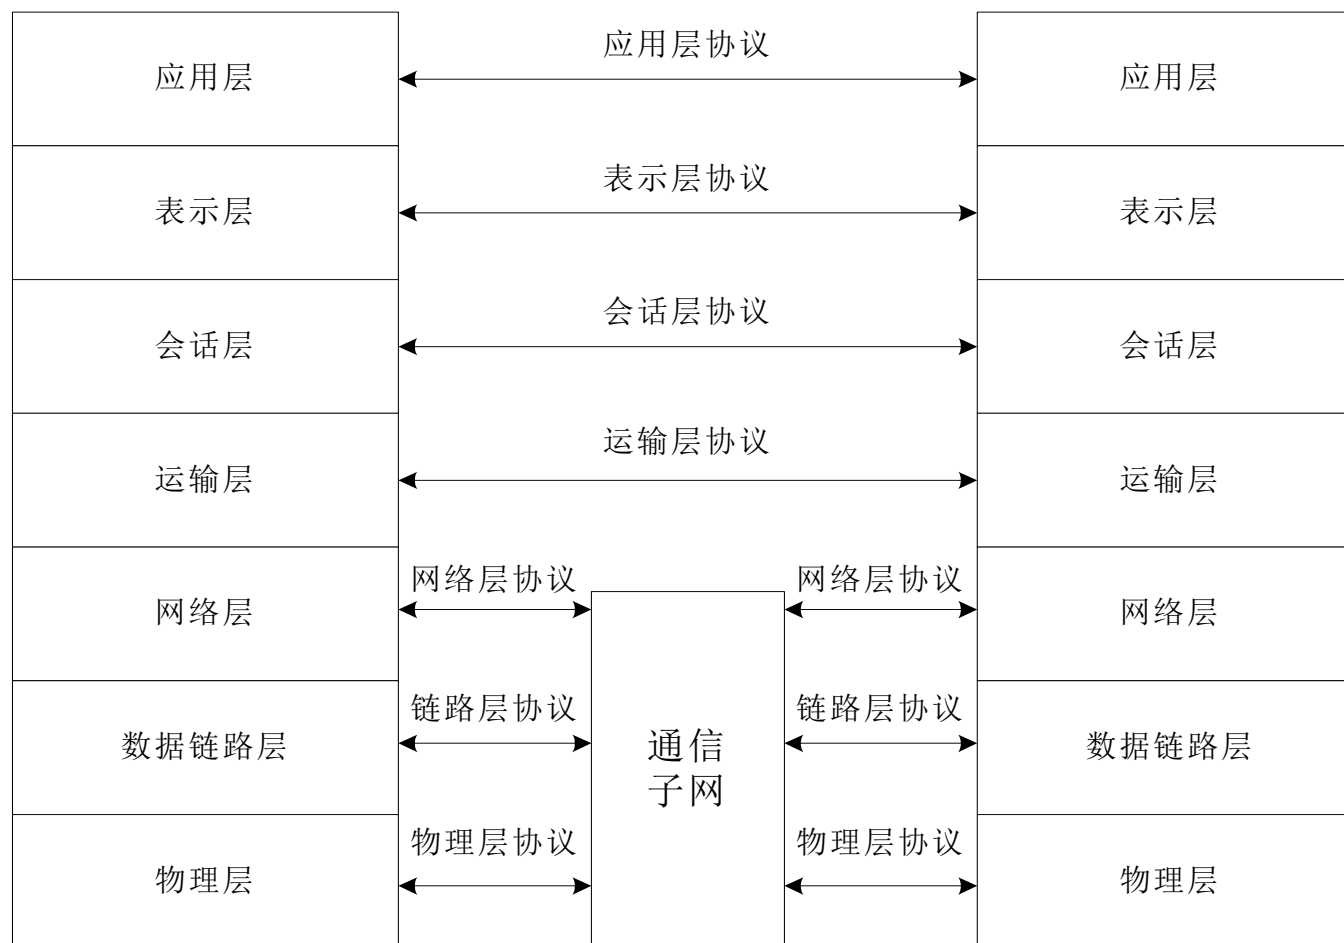 应用层协议
应用层
应用层
表示层协议
表示层
表示层
会话层协议
会话层
会话层
运输层协议
运输层
运输层
网络层协议
网络层协议
网络层
网络层
链路层协议
链路层协议
数据链路层
通信
子网
数据链路层
物理层协议
物理层协议
物理层
物理层